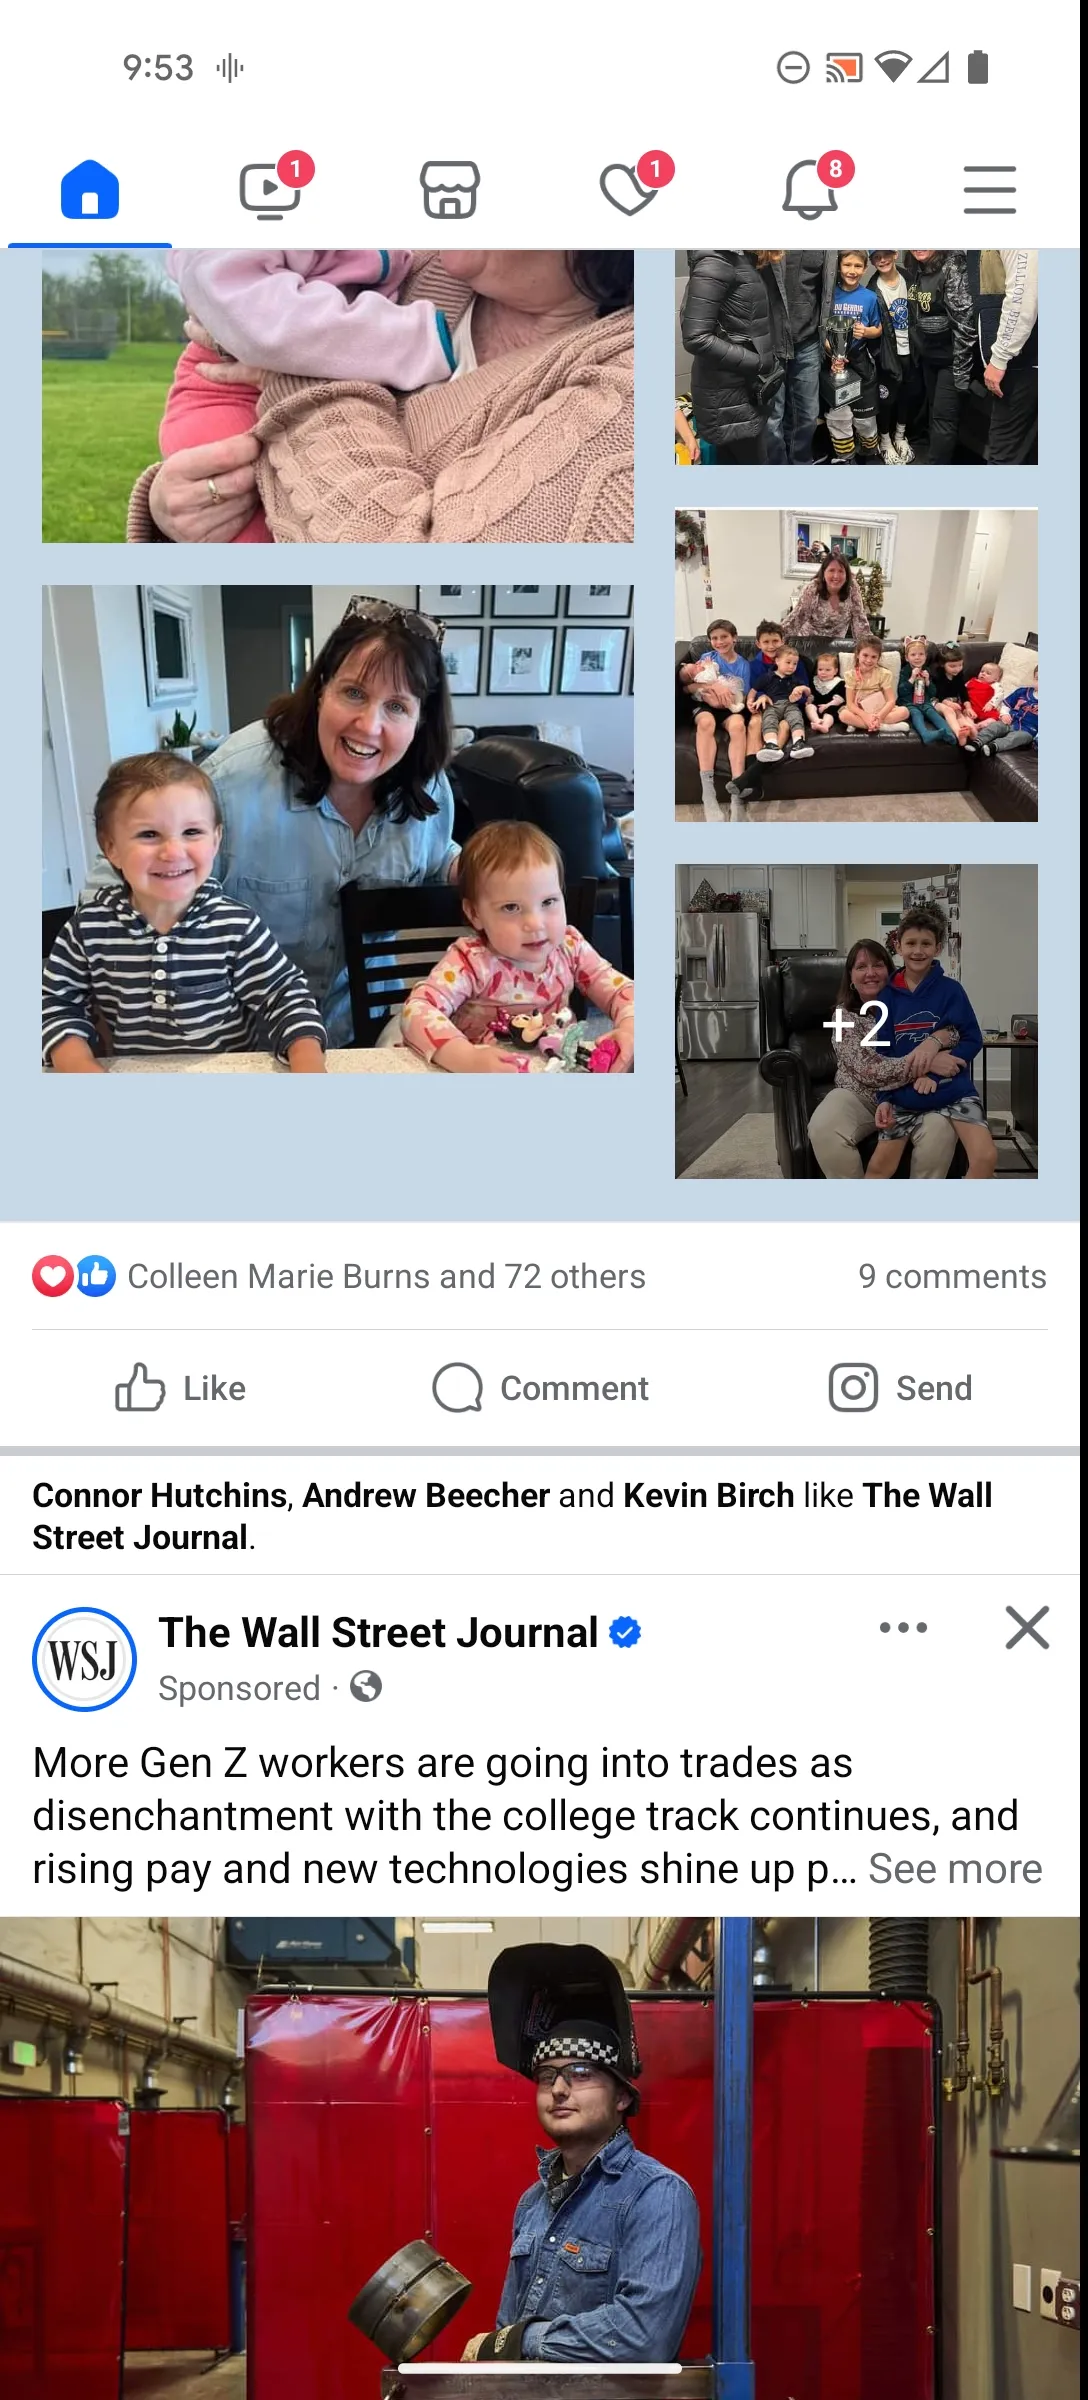 9:53
1
1
8
+2
Colleen Marie Burns and 72 others
9 comments
Like
Comment
Send
Connor Hutchins, Andrew Beecher and Kevin Birch like The Wall
Street Journal.
WSJ
The Wall Street Journal
Sponsored ·
More Gen Z workers are going into trades as
disenchantment with the college track continues, and
rising pay and new technologies shine up p... See more